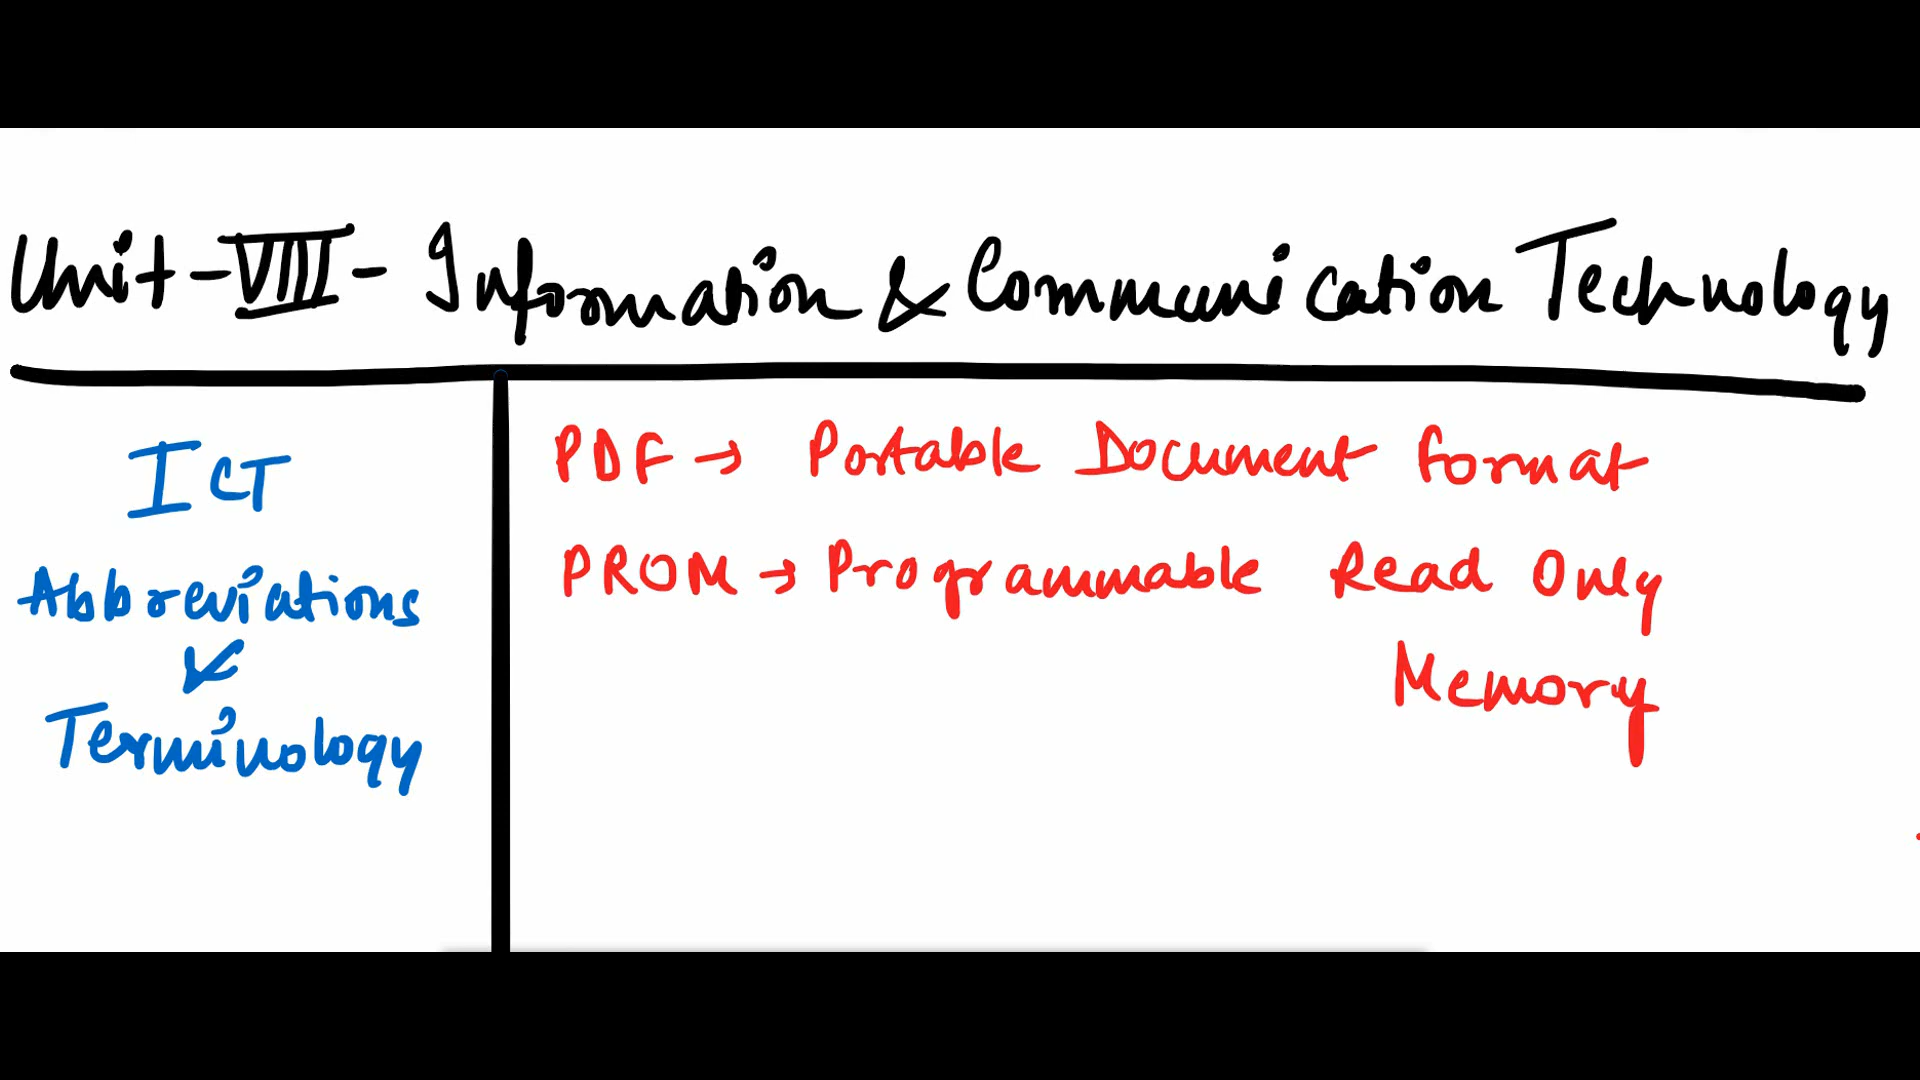 Unit-VIII- Information & Communication Technology
ICT
Abbreviations
&
Terminology
PDF → Portable Document Format
PROM → Programmable Read Only
Memory